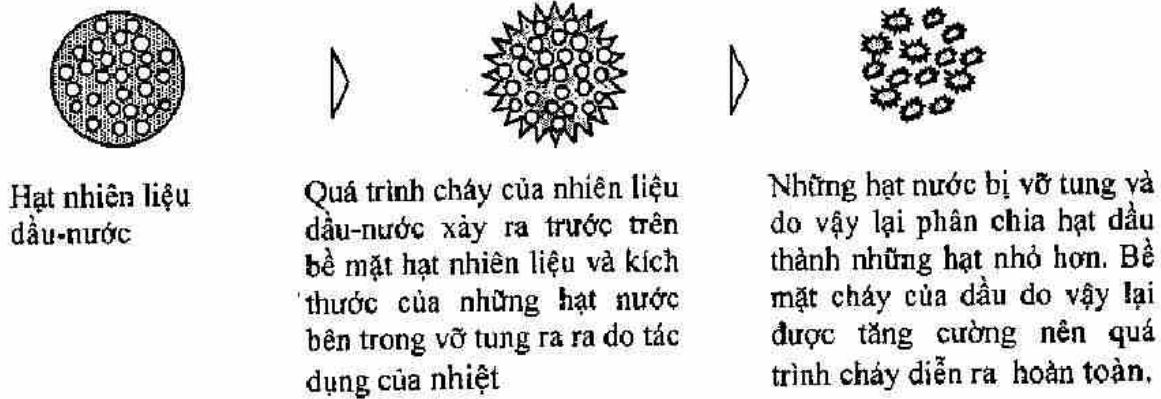 Hạt nhiên liệu
dầu-nước
Quá trình cháy của nhiên liệu
dầu-nước xảy ra trước trên
bề mặt hạt nhiên liệu và kích
thước của những hạt nước
bên trong vỡ tung ra ra do tác
dụng của nhiệt
Những hạt nước bị vỡ tung và
do vậy lại phân chia hạt dầu
thành những hạt nhỏ hơn. Bề
mặt cháy của dầu do vậy lại
được tăng cường nên quá
trình cháy diễn ra hoàn toàn.